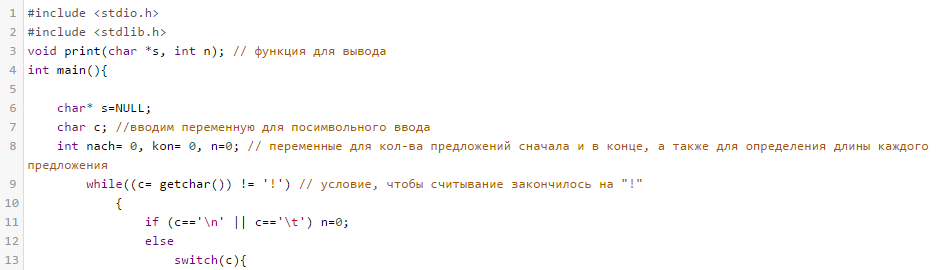 1 #include <stdio.h>
2 #include <stdlib.h>
3 void print(char *s, int n); // функция для вывода
4 int main(){
5
6 char* s=NULL;
7 char c; //вводим переменную для посимвольного ввода
8 int nach= 0, kon= 0, n=0; // переменные для кол-ва предложений сначала и в конце, а также для определения длины каждого
предложения
9 while((c= getchar()) != '!') // условие, чтобы считывание закончилось на "!"
10 {
11 if (c=='\n' || c=='\t') n=0;
12 else
13 switch(c){